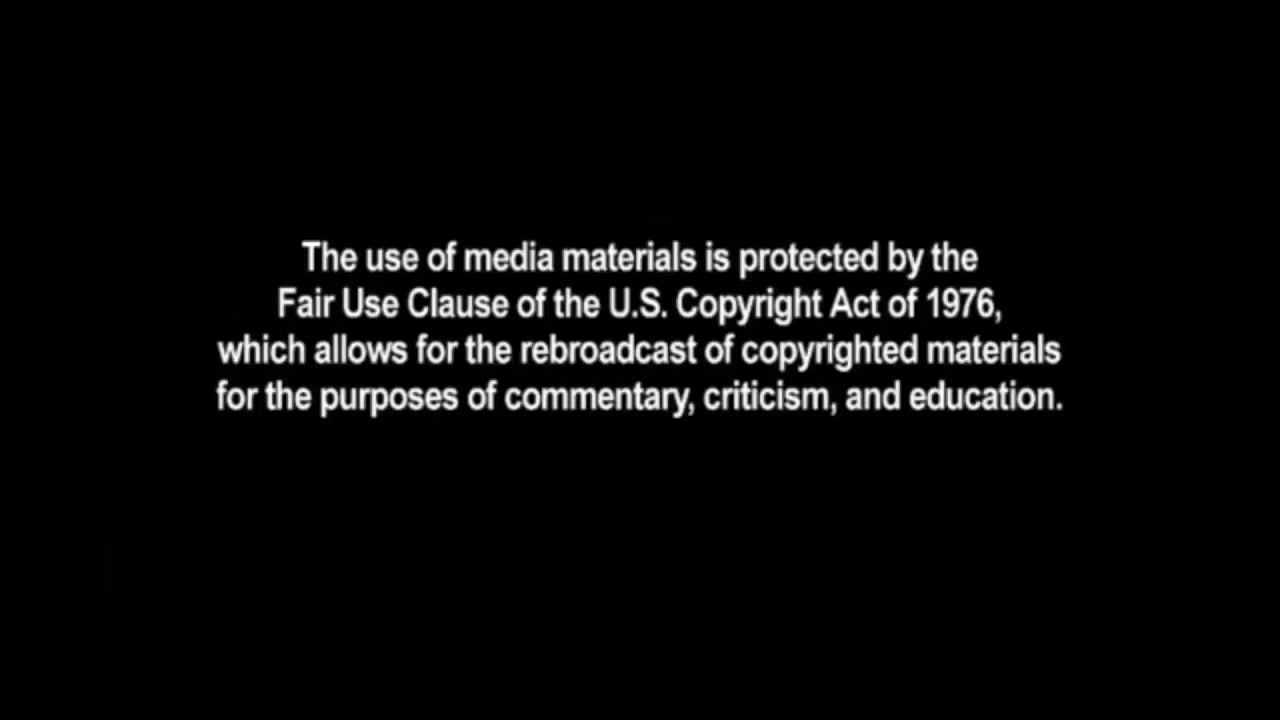 The use of media materials is protected by the
Fair Use Clause of the U.S. Copyright Act of 1976,
which allows for the rebroadcast of copyrighted materials
for the purposes of commentary, criticism, and education.